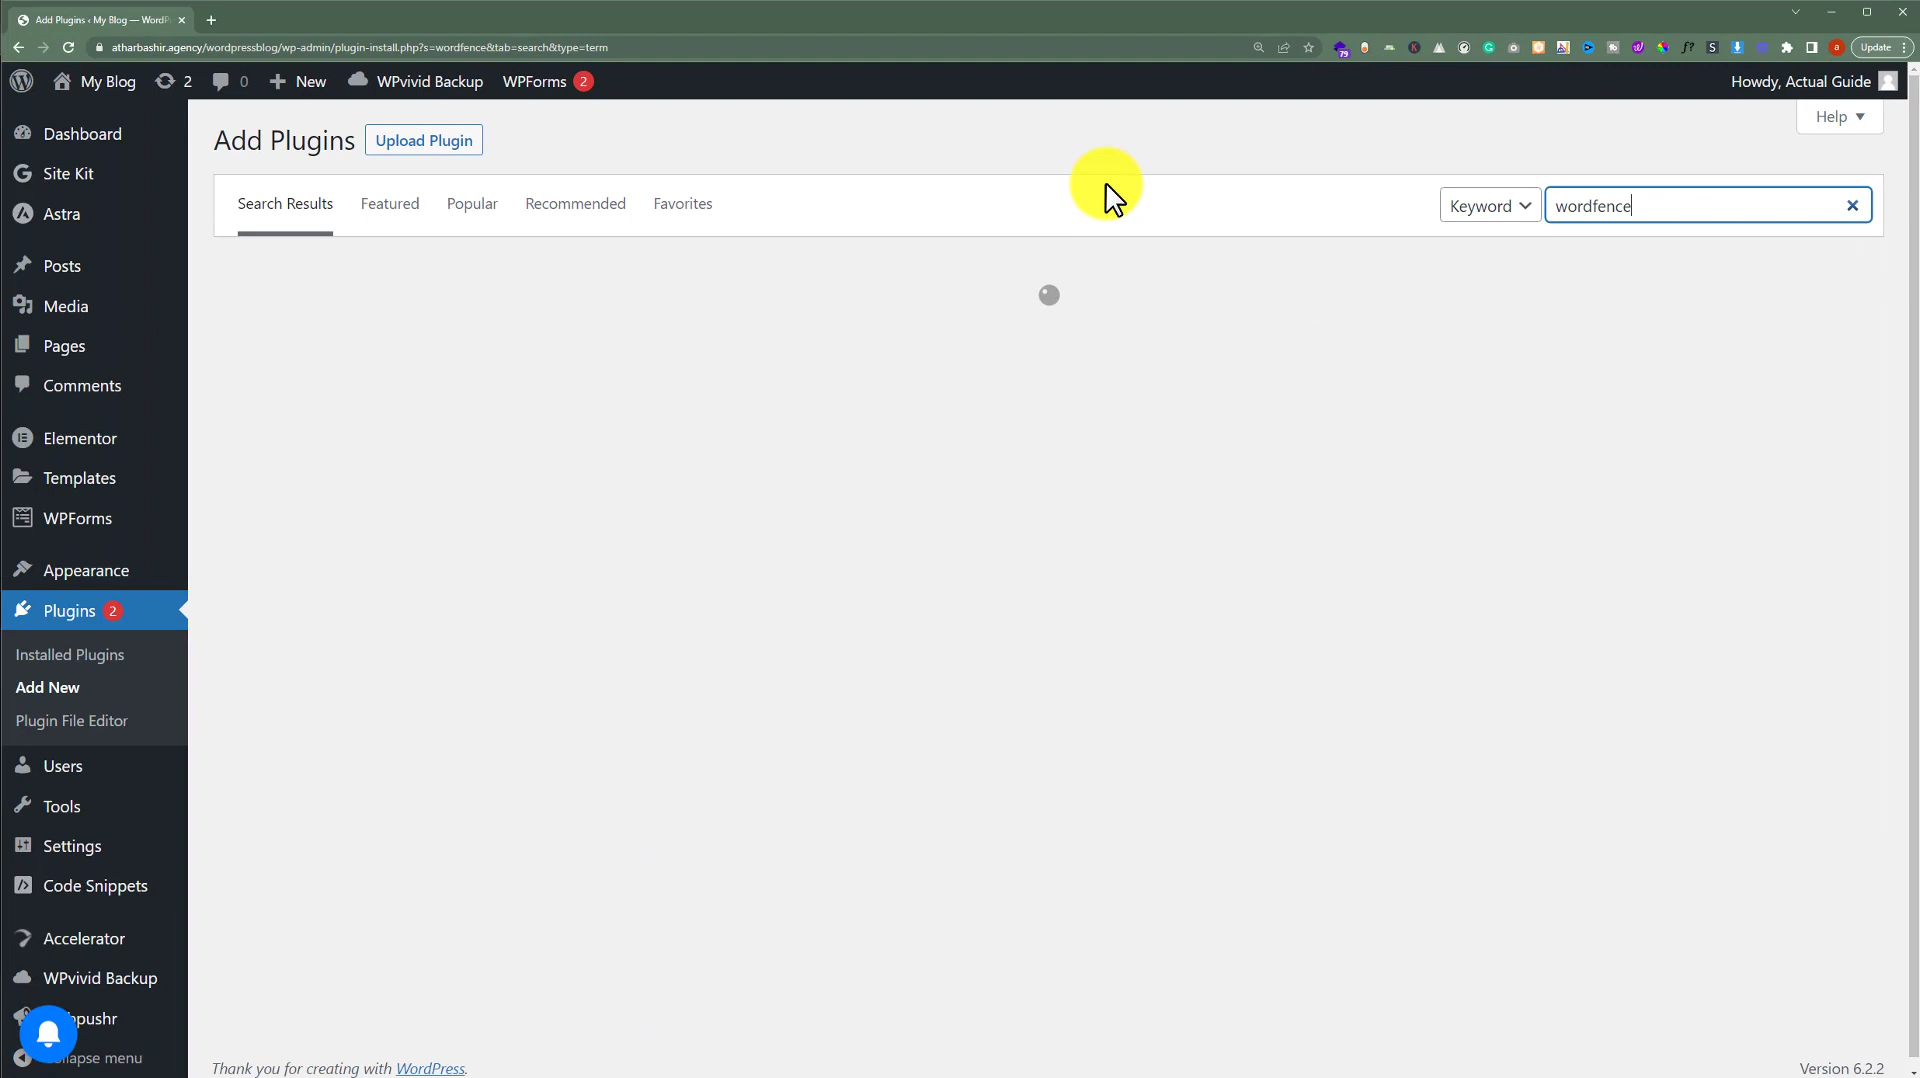 Add Plugins ‹ My Blog — WordP
atharbashir.agency/wordpressblog/wp-admin/plugin-install.php?s=wordfence&tab=search&type=term
79
f?
S
a
Update
My Blog
2
0
New
WPvivid Backup
WPForms 2
Howdy, Actual Guide
Dashboard
Site Kit
Astra
Posts
Media
Pages
Comments
Elementor
Templates
WPForms
Appearance
Plugins 2
Installed Plugins
Add New
Plugin File Editor
Users
Tools
Settings
Code Snippets
Accelerator
WPvivid Backup
bpushr
lapse menu
Help
Add Plugins
Upload Plugin
Search Results
Featured
Popular
Recommended
Favorites
Keyword
wordfence
Thank you for creating with WordPress.
Version 6.2.2